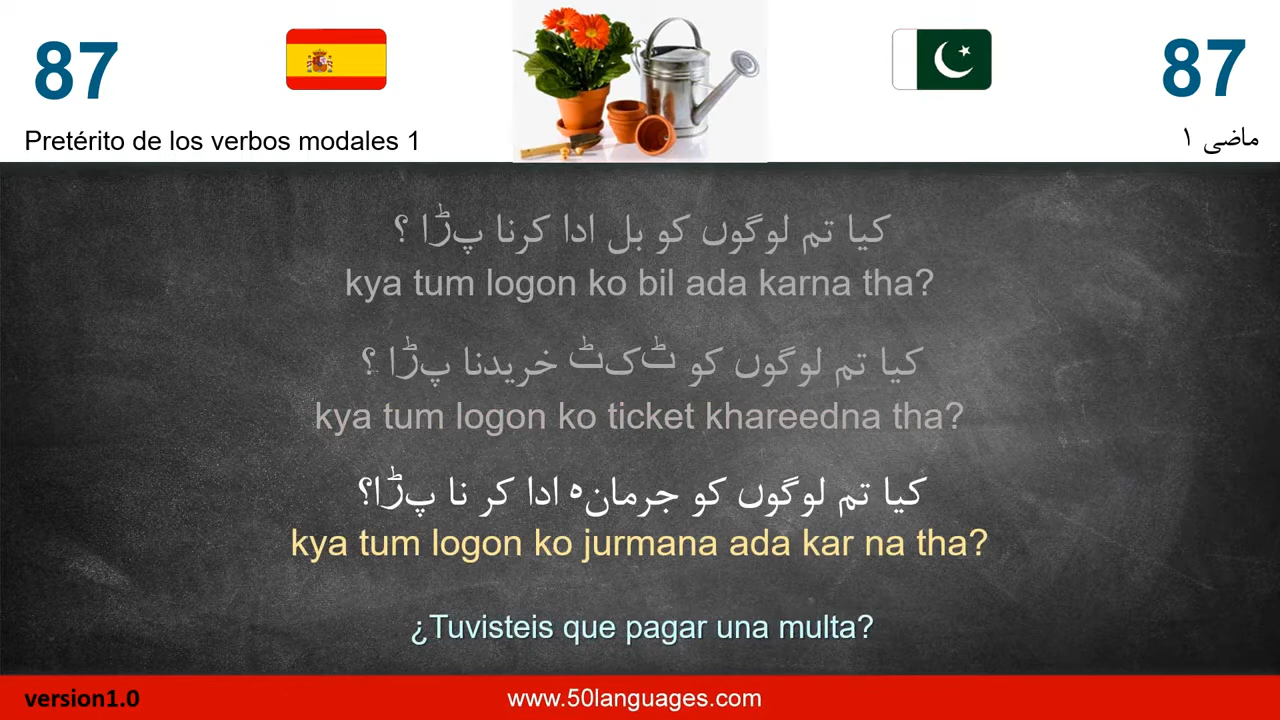 87
87
Pretérito de los verbos modales 1
ماضی ۱
کیا تم لوگوں کو بل ادا کرنا پڑا ؟
kya tum logon ko bil ada karna tha?
کیا تم لوگوں کو ٹکٹ خریدنا پڑا ؟
kya tum logon ko ticket khareedna tha?
کیا تم لوگوں کو جرمانہ ادا کر نا پڑا؟
kya tum logon ko jurmana ada kar na tha?
¿Tuvisteis que pagar una multa?
version1.0
www.50languages.com